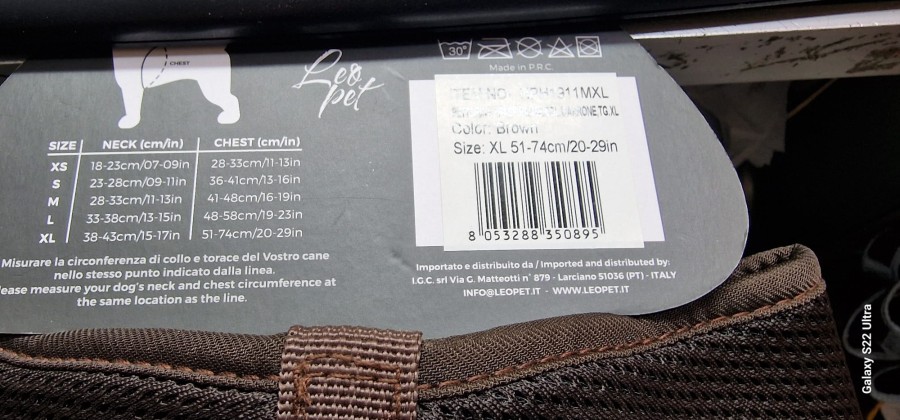 CHEST
Leo
pet
SIZE NECK (cm/in) CHEST (cm/in)
XS 18-23cm/07-09in 28-33cm/11-13in
S 23-28cm/09-11in 36-41cm/13-16in
M 28-33cm/11-13in 41-48cm/16-19in
L 33-38cm/13-15in 48-58cm/19-23in
XL 38-43cm/15-17in 51-74cm/20-29in
Misurare la circonferenza di collo e torace del Vostro cane
nello stesso punto indicato dalla linea.
ease measure your dog's neck and chest circumference at
the same location as the line.
30°
Made in P.R.C.
ITEM NO
Color: Brown
Size: XL 51-74cm/20-29in
8 053288 350895
Importato e distribuito da / Imported and distributed by:
I.G.C. srl Via G. Matteotti n° 879 - Larciano 51036 (PT) - ITALY
INFO@LEOPET.IT - WWW.LEOPET.IT
Galaxy S22 Ultra